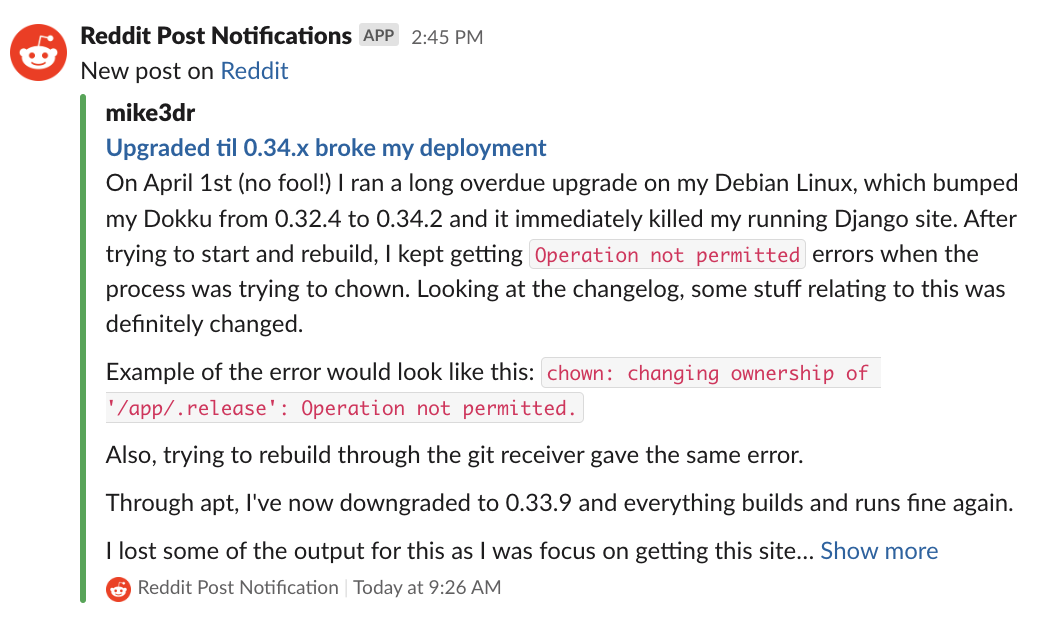 Reddit Post Notifications APP 2:45 PM
New post on Reddit
mike3dr
Upgraded til 0.34.x broke my deployment
On April 1st (no fool!) I ran a long overdue upgrade on my Debian Linux, which bumped
my Dokku from 0.32.4 to 0.34.2 and it immediately killed my running Django site. After
trying to start and rebuild, I kept getting Operation not permitted errors when the
process was trying to chown. Looking at the changelog, some stuff relating to this was
definitely changed.
Example of the error would look like this: chown: changing ownership of
'/app/.release': Operation not permitted.
Also, trying to rebuild through the git receiver gave the same error.
Through apt, I've now downgraded to 0.33.9 and everything builds and runs fine again.
I lost some of the output for this as I was focus on getting this site... Show more
Reddit Post Notification | Today at 9:26 AM